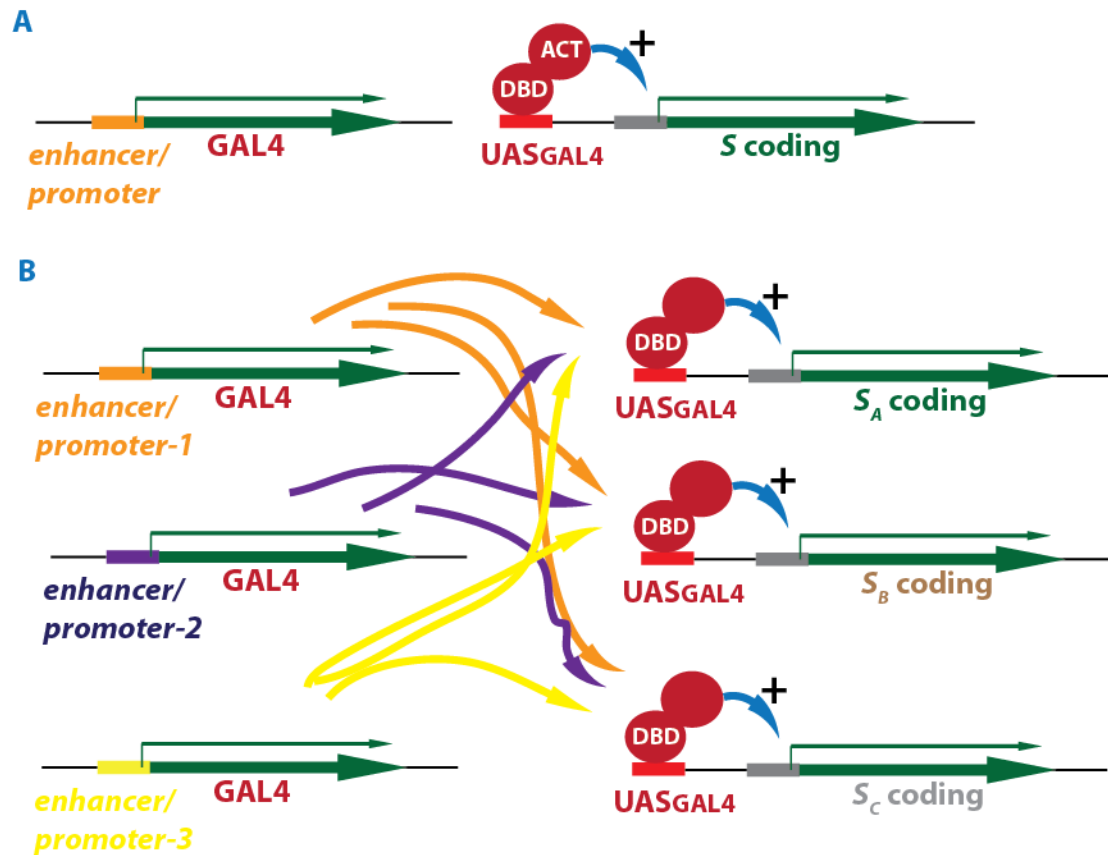 A
ACT
+
DBD
GAL4
UASGAL4
S coding
enhancer/
promoter
B
+
DBD
GAL4
UASGAL4
SA coding
enhancer/
promoter-1
+
DBD
GAL4
UASGAL4
SB coding
enhancer/
promoter-2
+
DBD
GAL4
UASGAL4
SC coding
enhancer/
promoter-3